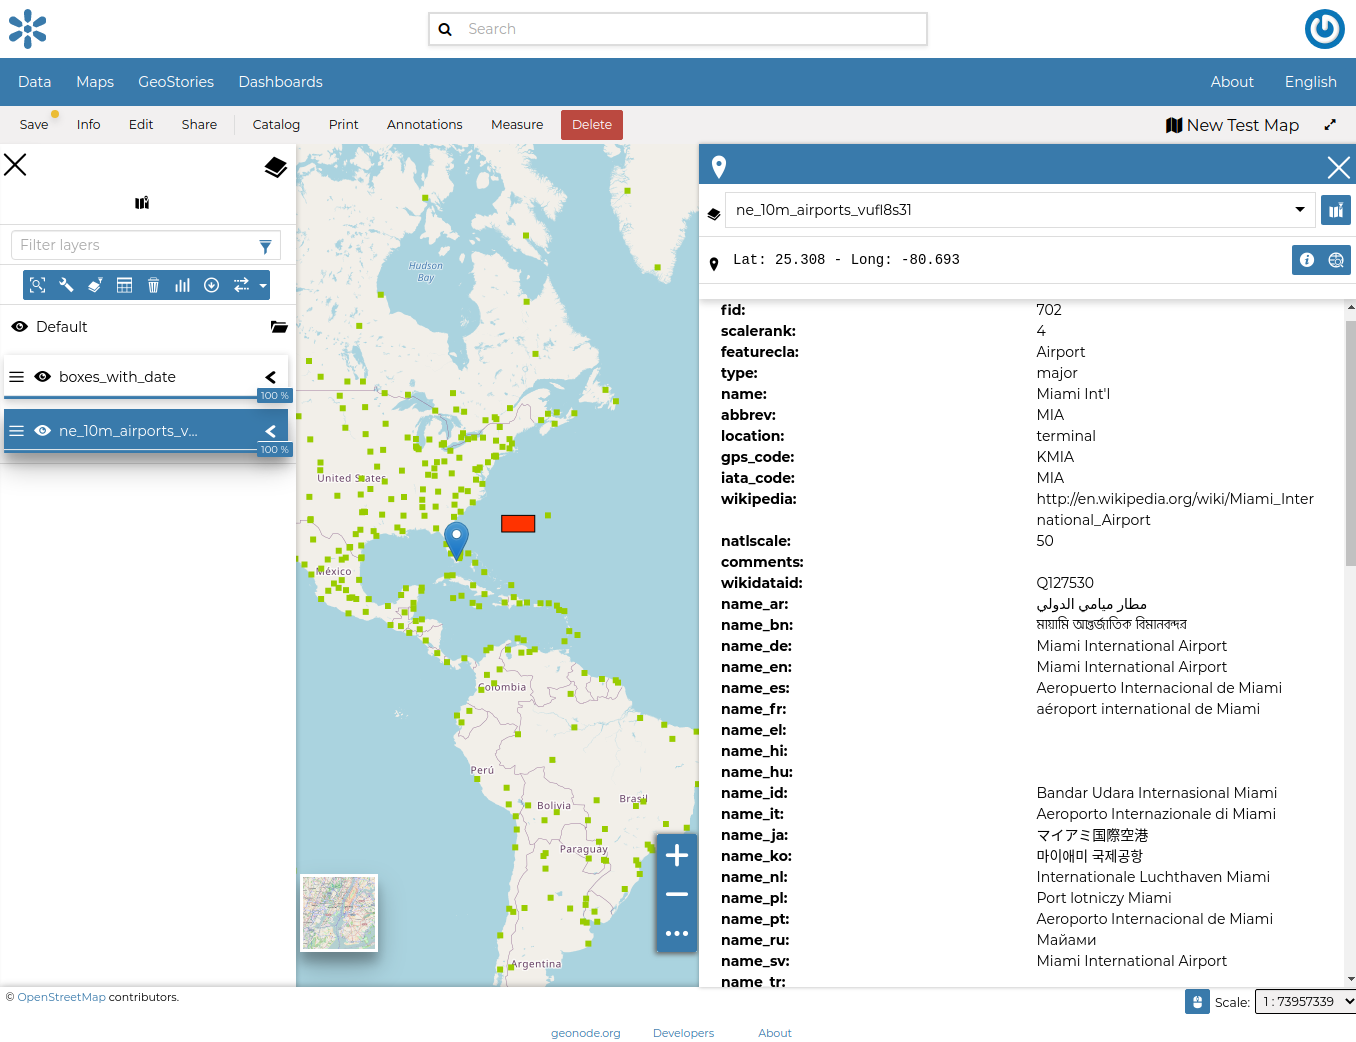 Search
Data Maps GeoStories Dashboards About English
Save Info Edit Share Catalog Print Annotations Measure Delete New Test Map
Filter layers
Default
boxes_with_date
100 %
ne_10m_airports_v...
100 %
Hudson
Bay
United States
México
Colombia
Perú
Brasil
Bolivia
Paraguay
Argentina
ne_10m_airports_vufl8s31
Lat: 25.308 - Long: -80.693
fid: 702
scalerank: 4
featurecla: Airport
type: major
name: Miami Int'l
abbrev: MIA
location: terminal
gps_code: KMIA
iata_code: MIA
wikipedia: http://en.wikipedia.org/wiki/Miami_Inter
national_Airport
natlscale: 50
comments:
wikidataid: Q127530
name_ar: مطار ميامي الدولي
name_bn: মায়ামি আন্তর্জাতিক বিমানবন্দর
name_de: Miami International Airport
name_en: Miami International Airport
name_es: Aeropuerto Internacional de Miami
name_fr: aéroport international de Miami
name_el:
name_hi:
name_hu:
name_id: Bandar Udara Internasional Miami
name_it: Aeroporto Internazionale di Miami
name_ja: マイアミ国際空港
name_ko: 마이애미 국제공항
name_nl: Internationale Luchthaven Miami
name_pl: Port lotniczy Miami
name_pt: Aeroporto Internacional de Miami
name_ru: Майами
name_sv: Miami International Airport
name_tr:
© OpenStreetMap contributors.
Scale: 1 : 73957339
geonode.org Developers About